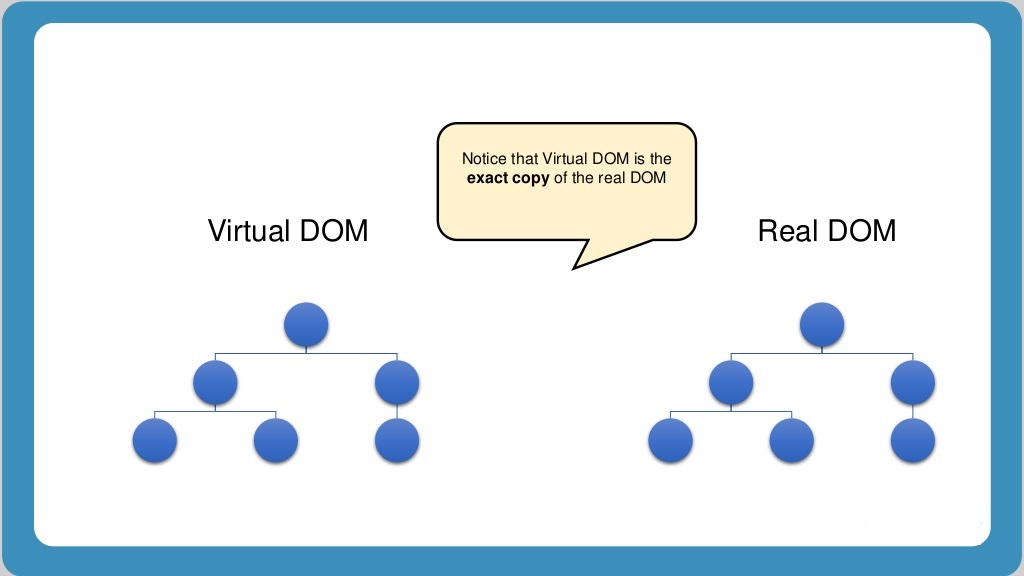 Notice that Virtual DOM is the
exact copy of the real DOM
Virtual DOM
Real DOM